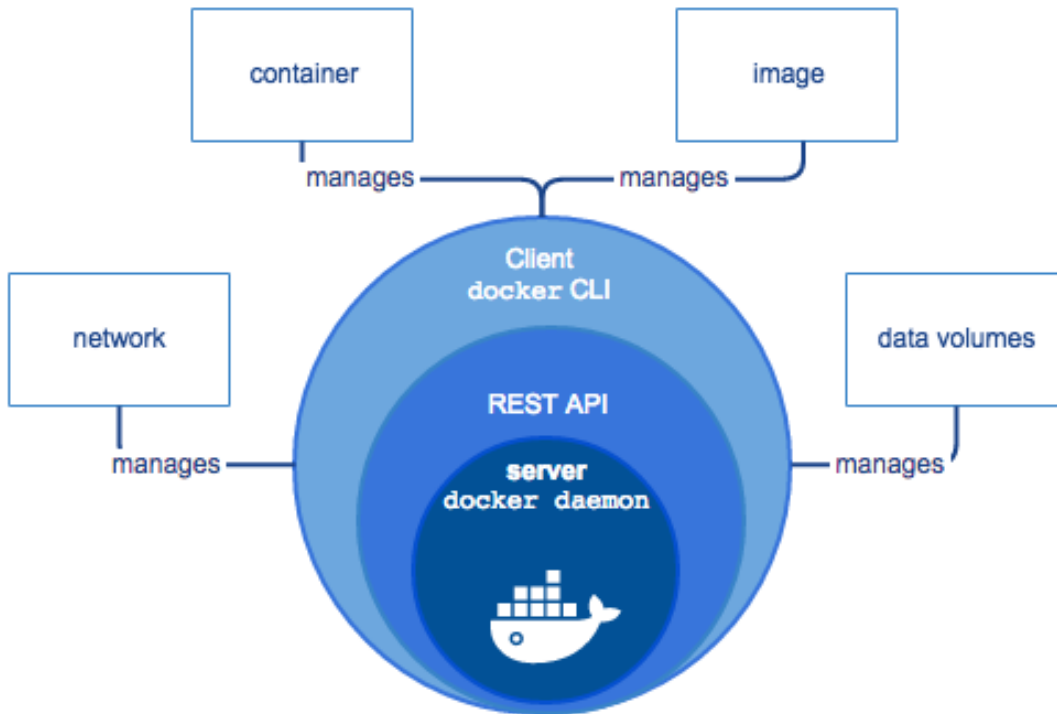 container
image
manages
manages
Client
docker CLI
network
data volumes
REST API
manages
manages
server
docker daemon